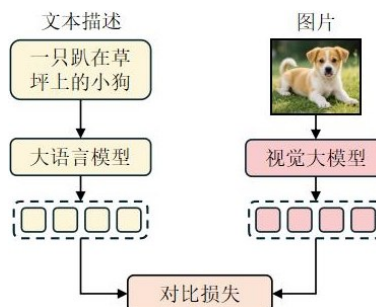 文本描述
图片
一只趴在草
坪上的小狗
大语言模型
视觉大模型
对比损失